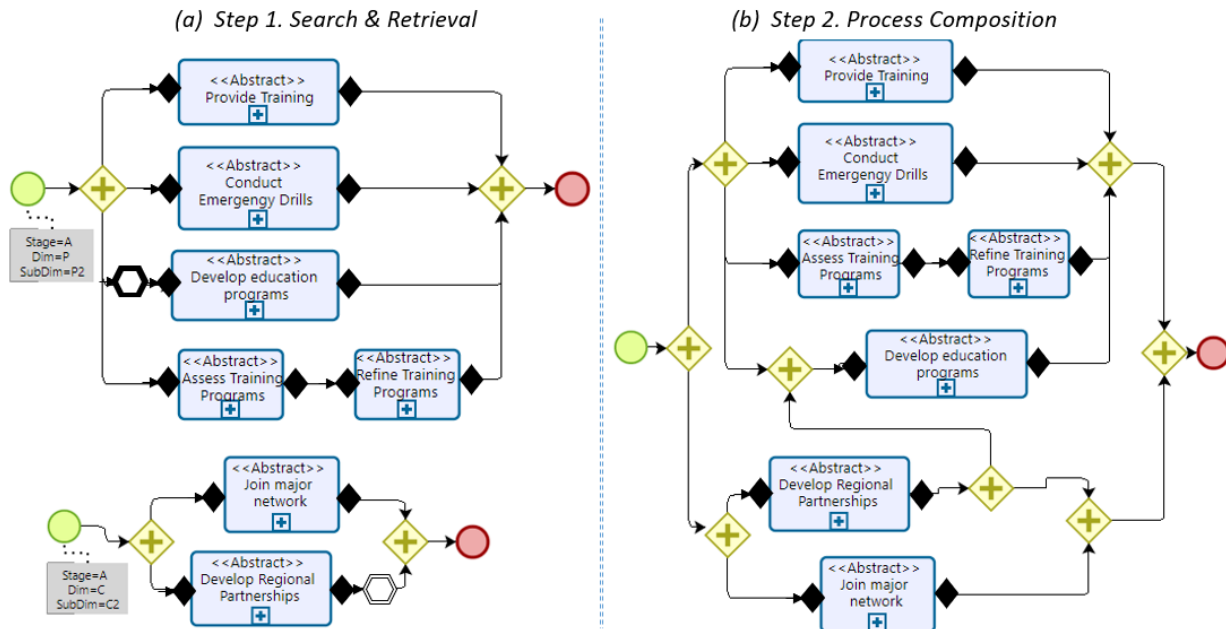 (a) Step 1. Search & Retrieval
<<Abstract>>
Provide Training
<<Abstract>>
Conduct
Emergengy Drills
Stage=A
Dim=P
SubDim=P2
<<Abstract>>
Develop education
programs
<<Abstract>>
Assess Training
Programs
<<Abstract>>
Refine Training
Programs
<<Abstract>>
Join major
network
Stage=A
Dim=C
SubDim=C2
<<Abstract>>
Develop Regional
Partnerships
(b) Step 2. Process Composition
<<Abstract>>
Provide Training
<<Abstract>>
Conduct
Emergency Drills
<<Abstract>>
Assess Training
Programs
<<Abstract>>
Refine Training
Programs
<<Abstract>>
Develop education
programs
<<Abstract>>
Develop Regional
Partnerships
<<Abstract>>
Join major
network